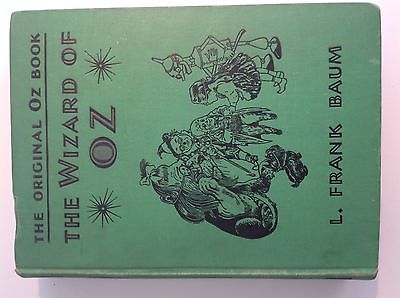 THE ORIGINAL OZ BOOK
THE WIZARD OF
OZ
L. FRANK BAUM